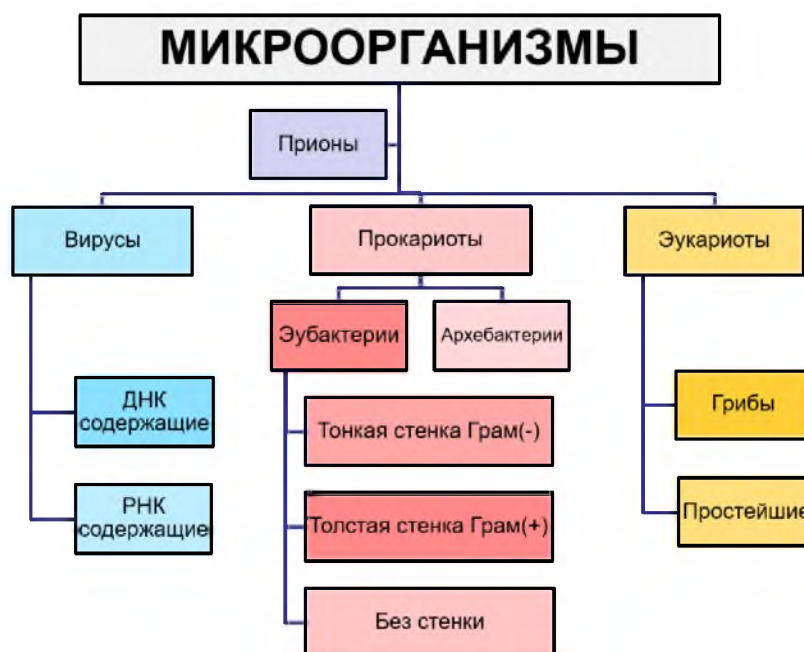 МИКРООРГАНИЗМЫ
Прионы
Вирусы
Прокариоты
Эукариоты
Эубактерии
Архебактерии
ДНК
содержащие
Грибы
Тонкая стенка Грам(-)
РНК
содержащие
Толстая стенка Грам(+)
Простейшие
Без стенки